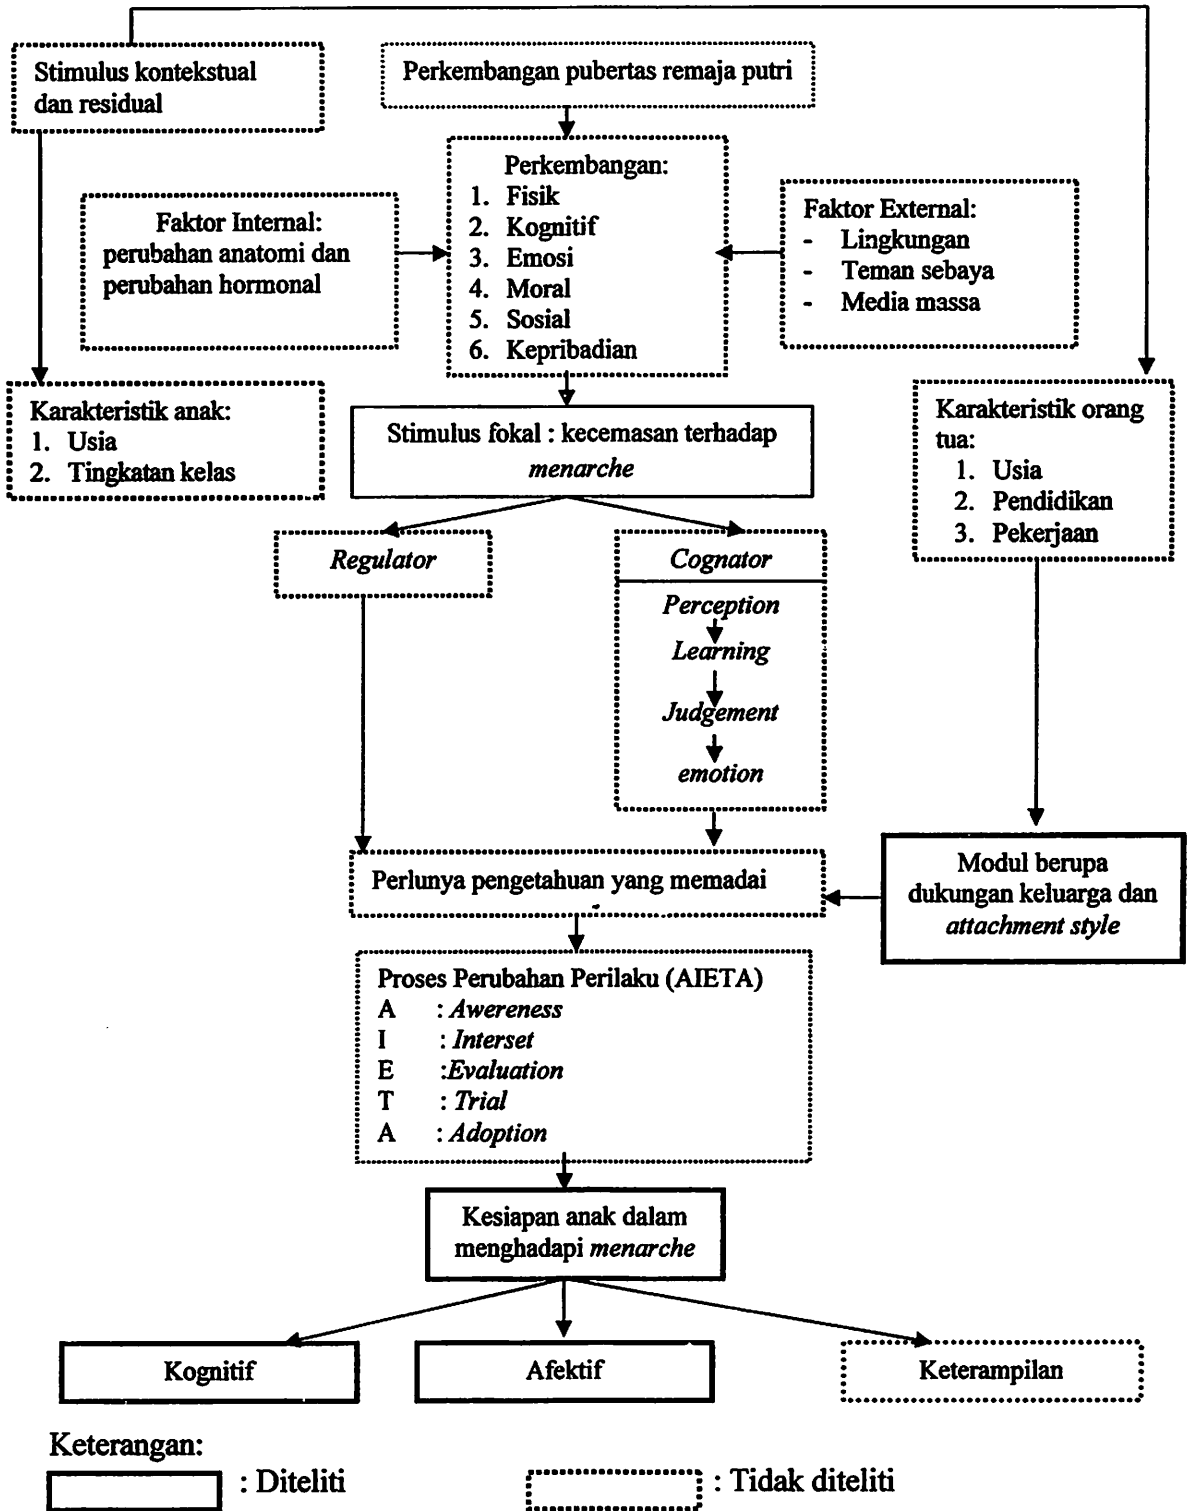 Stimulus kontekstual
dan residual
Perkembangan pubertas remaja putri
Perkembangan:
1. Fisik
2. Kognitif
3. Emosi
4. Moral
5. Sosial
6. Kepribadian
Faktor Internal:
perubahan anatomi dan
perubahan hormonal
Faktor External:
- Lingkungan
- Teman sebaya
- Media massa
Karakteristik anak:
1. Usia
2. Tingkatan kelas
Stimulus fokal : kecemasan terhadap
menarche
Karakteristik orang
tua:
1. Usia
2. Pendidikan
3. Pekerjaan
Regulator
Cognator
Perception
Learning
Judgement
emotion
Perlunya pengetahuan yang memadai
Modul berupa
dukungan keluarga dan
attachment style
Proses Perubahan Perilaku (AIETA)
A : Awereness
I : Interset
E :Evaluation
T : Trial
A : Adoption
Kesiapan anak dalam
menghadapi menarche
Kognitif
Afektif
Keterampilan
Keterangan:
: Diteliti
: Tidak diteliti